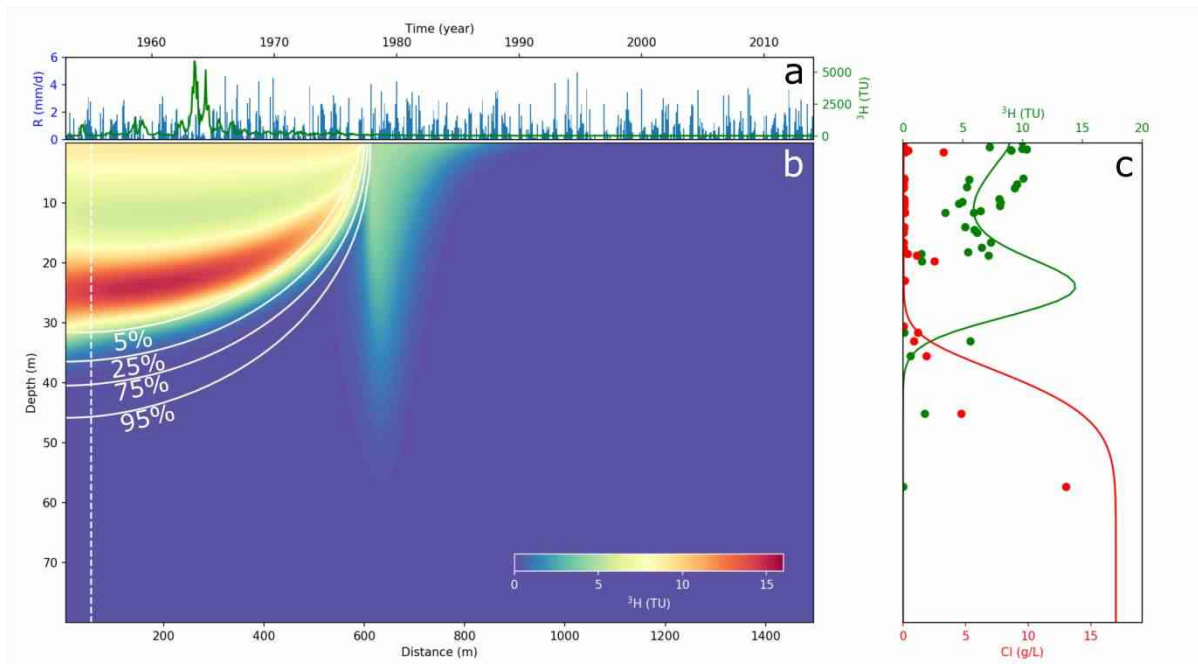 Time (year)
1960 1970 1980 1990 2000 2010
a
R (mm/d)
6
4
2
0
5000
2500
0
³H (TU)
b
Depth (m)
10
20
30
40
50
60
70
5%
25%
75%
95%
0 5 10 15
³H (TU)
200 400 600 800 1000 1200 1400
Distance (m)
³H (TU)
0 5 10 15 20
c
0 5 10 15
Cl (g/L)